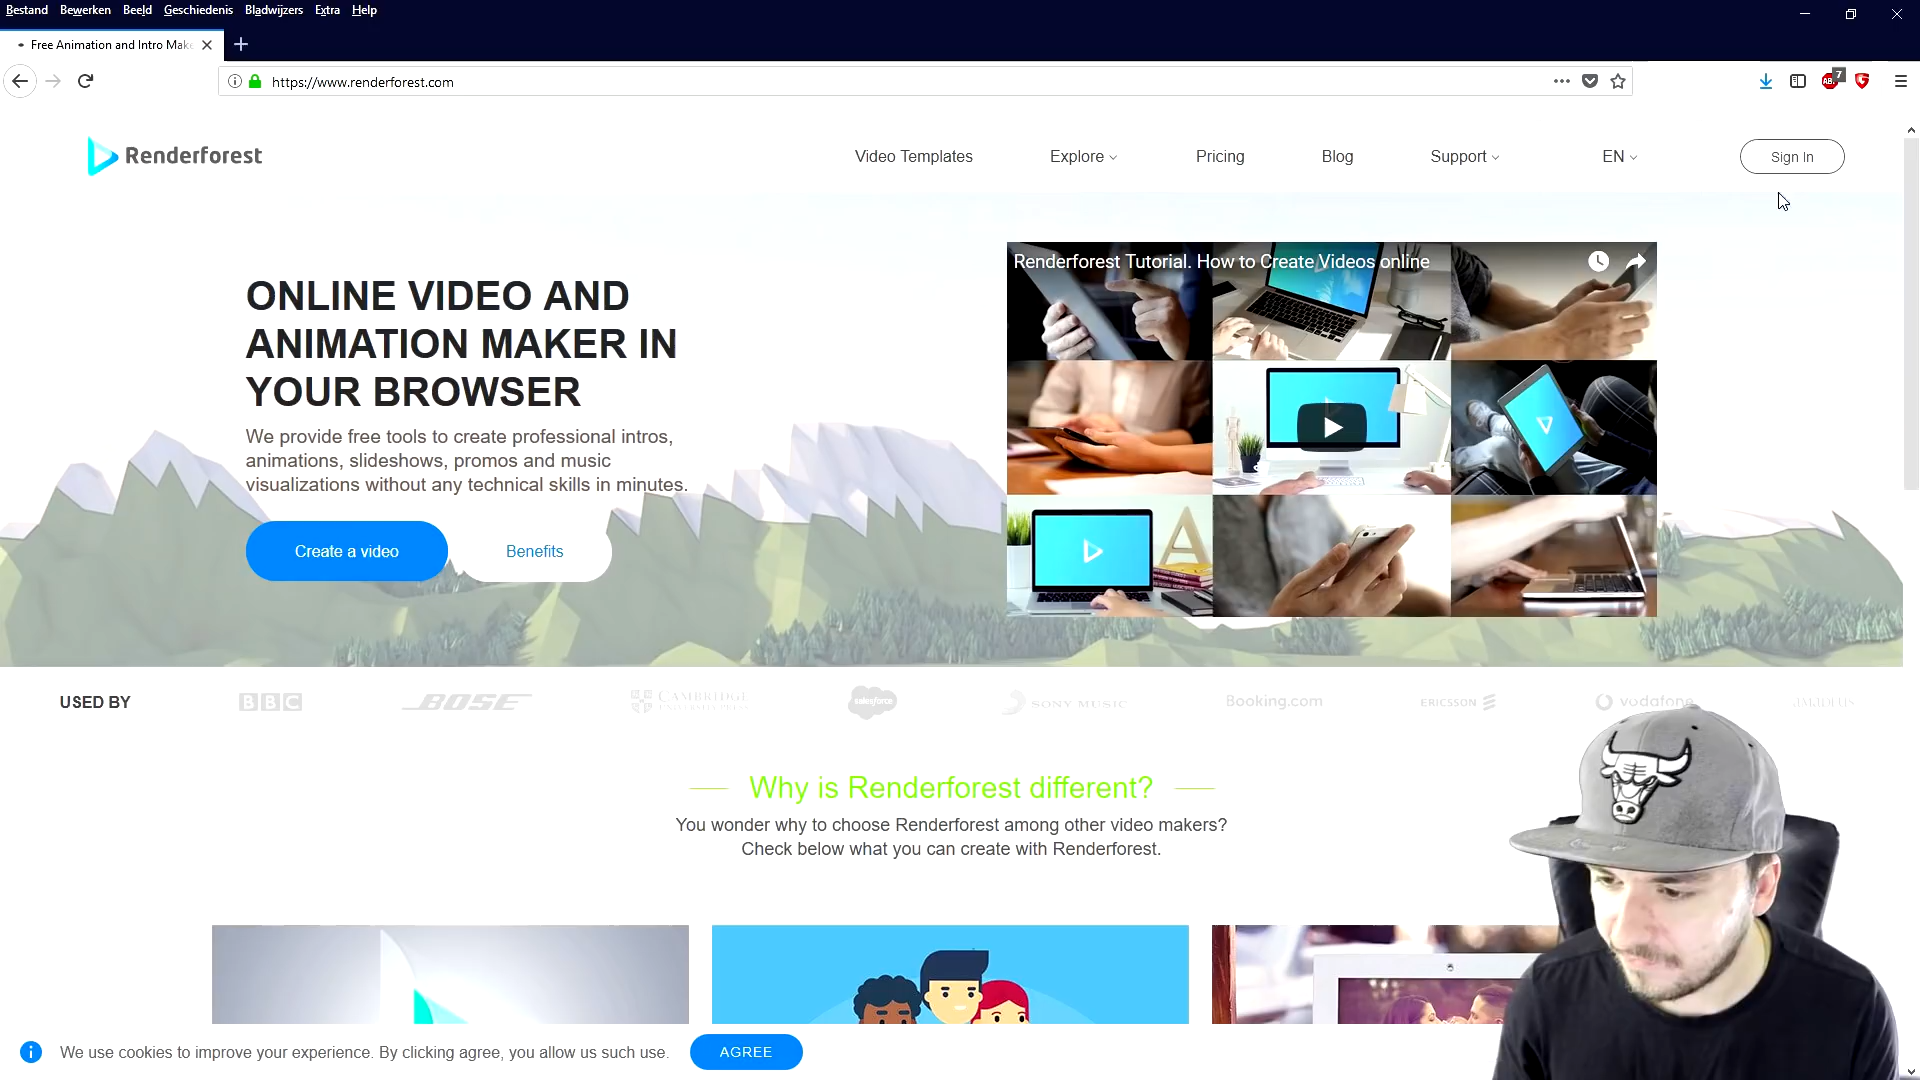 Bestand Bewerken Beeld Geschiedenis Bladwijzers Extra Help
Free Animation and Intro Mak
https://www.renderforest.com
7
Renderforest
Video Templates Explore Pricing Blog Support EN Sign In
Renderforest Tutorial. How to Create Videos online
ONLINE VIDEO AND
ANIMATION MAKER IN
YOUR BROWSER
We provide free tools to create professional intros,
animations, slideshows, promos and music
visualizations without any technical skills in minutes.
Create a video Benefits
USED BY BBC BOSE CAMBRIDGE salesforce SONY MUSIC Booking.com ERICSSON vodafone
UNIVERSITY PRESS
Why is Renderforest different?
You wonder why to choose Renderforest among other video makers?
Check below what you can create with Renderforest.
We use cookies to improve your experience. By clicking agree, you allow us such use. AGREE